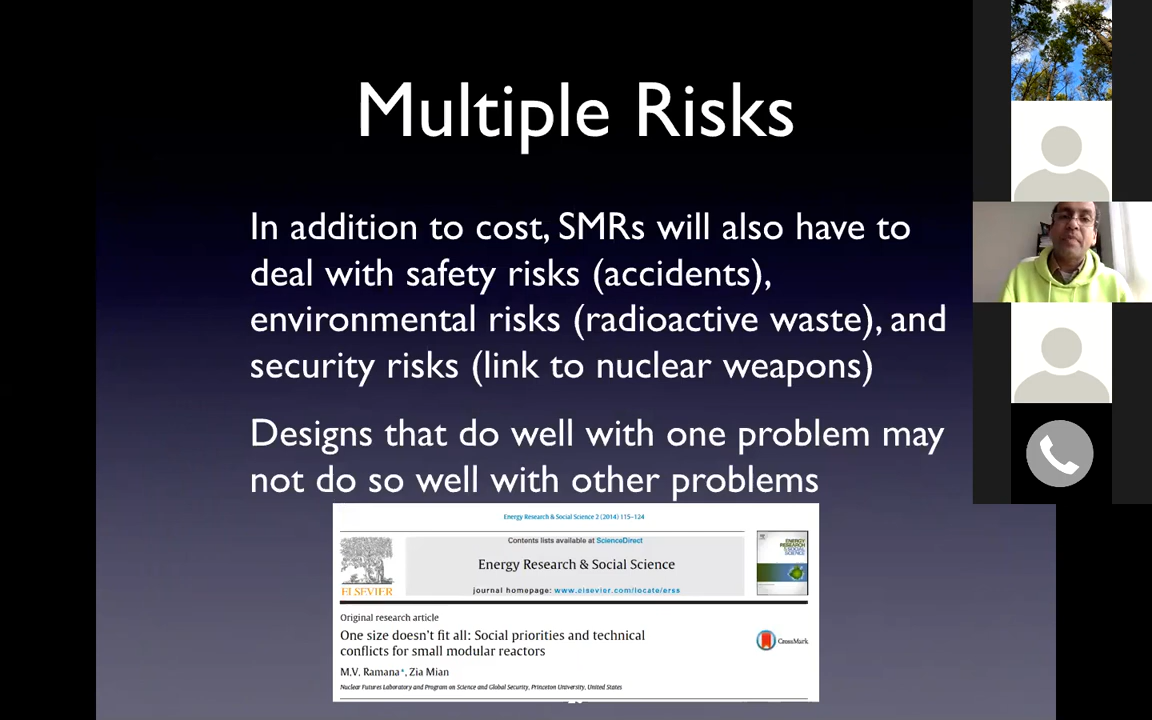 Multiple Risks
In addition to cost, SMRs will also have to
deal with safety risks (accidents),
environmental risks (radioactive waste), and
security risks (link to nuclear weapons)
Designs that do well with one problem may
not do so well with other problems
Energy Research & Social Science 2 (2014) 115–124
Contents lists available at ScienceDirect
Energy Research & Social Science
journal homepage: www.elsevier.com/locate/erss
ELSEVIER
ENERGY
RESEARCH
& SOCIAL
SCIENCE
Original research article
One size doesn't fit all: Social priorities and technical
conflicts for small modular reactors
CrossMark
M.V. Ramana*, Zia Mian
Nuclear Futures Laboratory and Program on Science and Global Security, Princeton University, United States